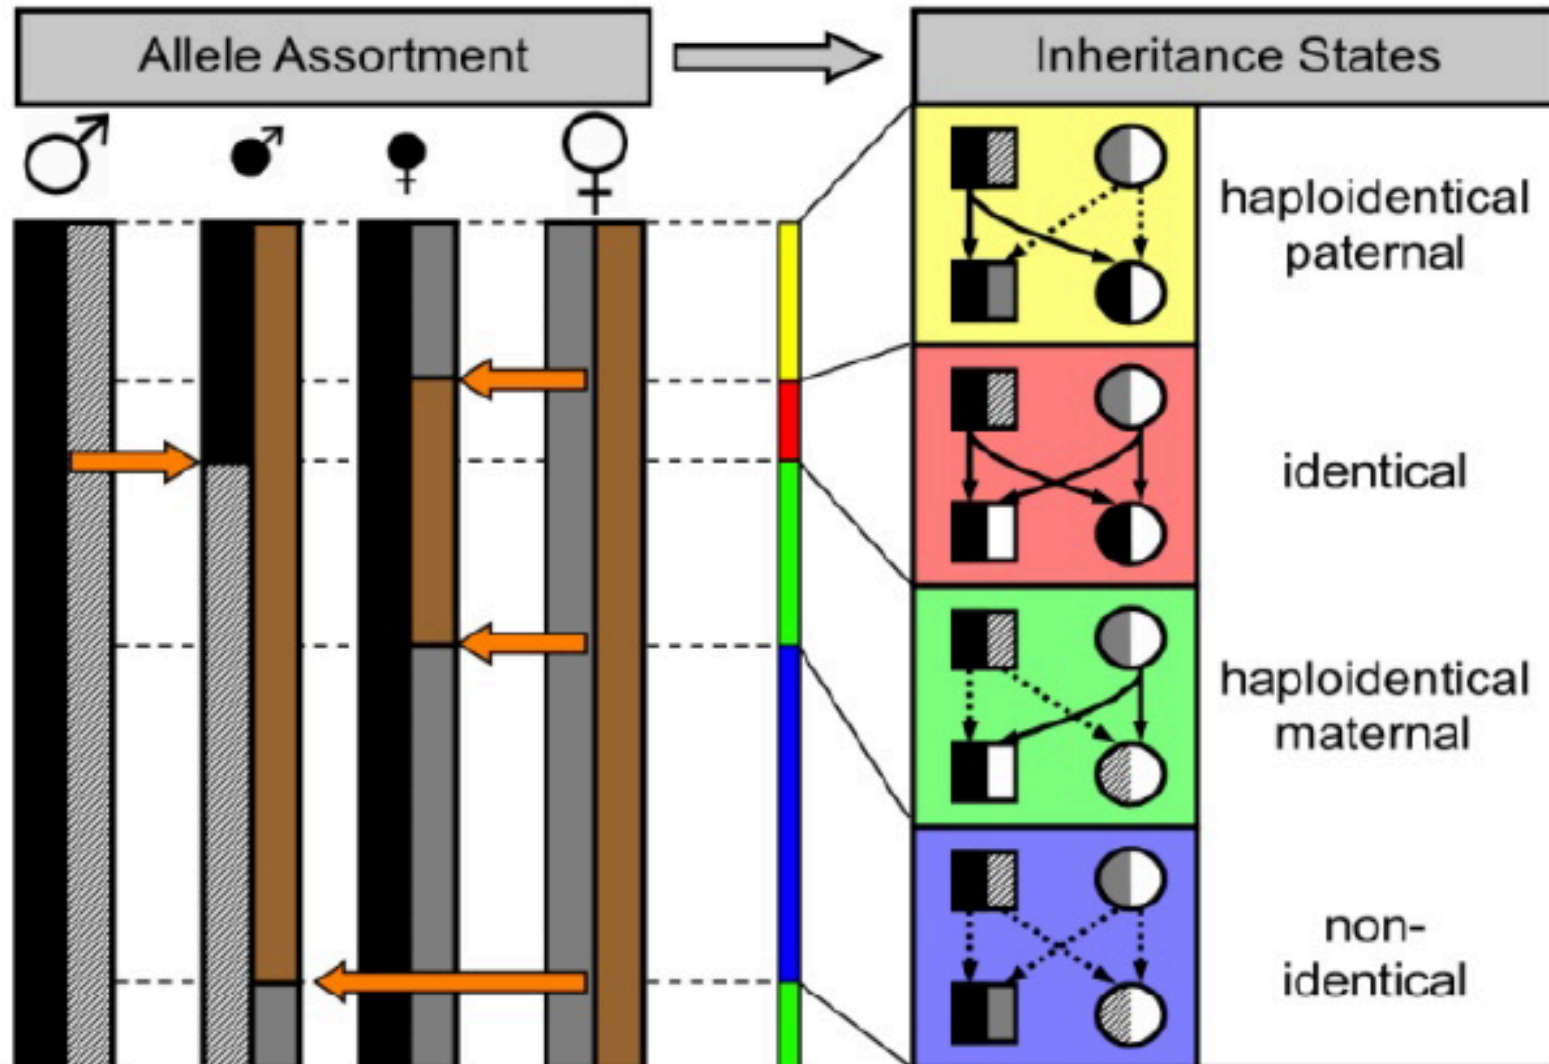 Allele Assortment
Inheritance States
haploidentical
paternal
identical
haploidentical
maternal
non-
identical